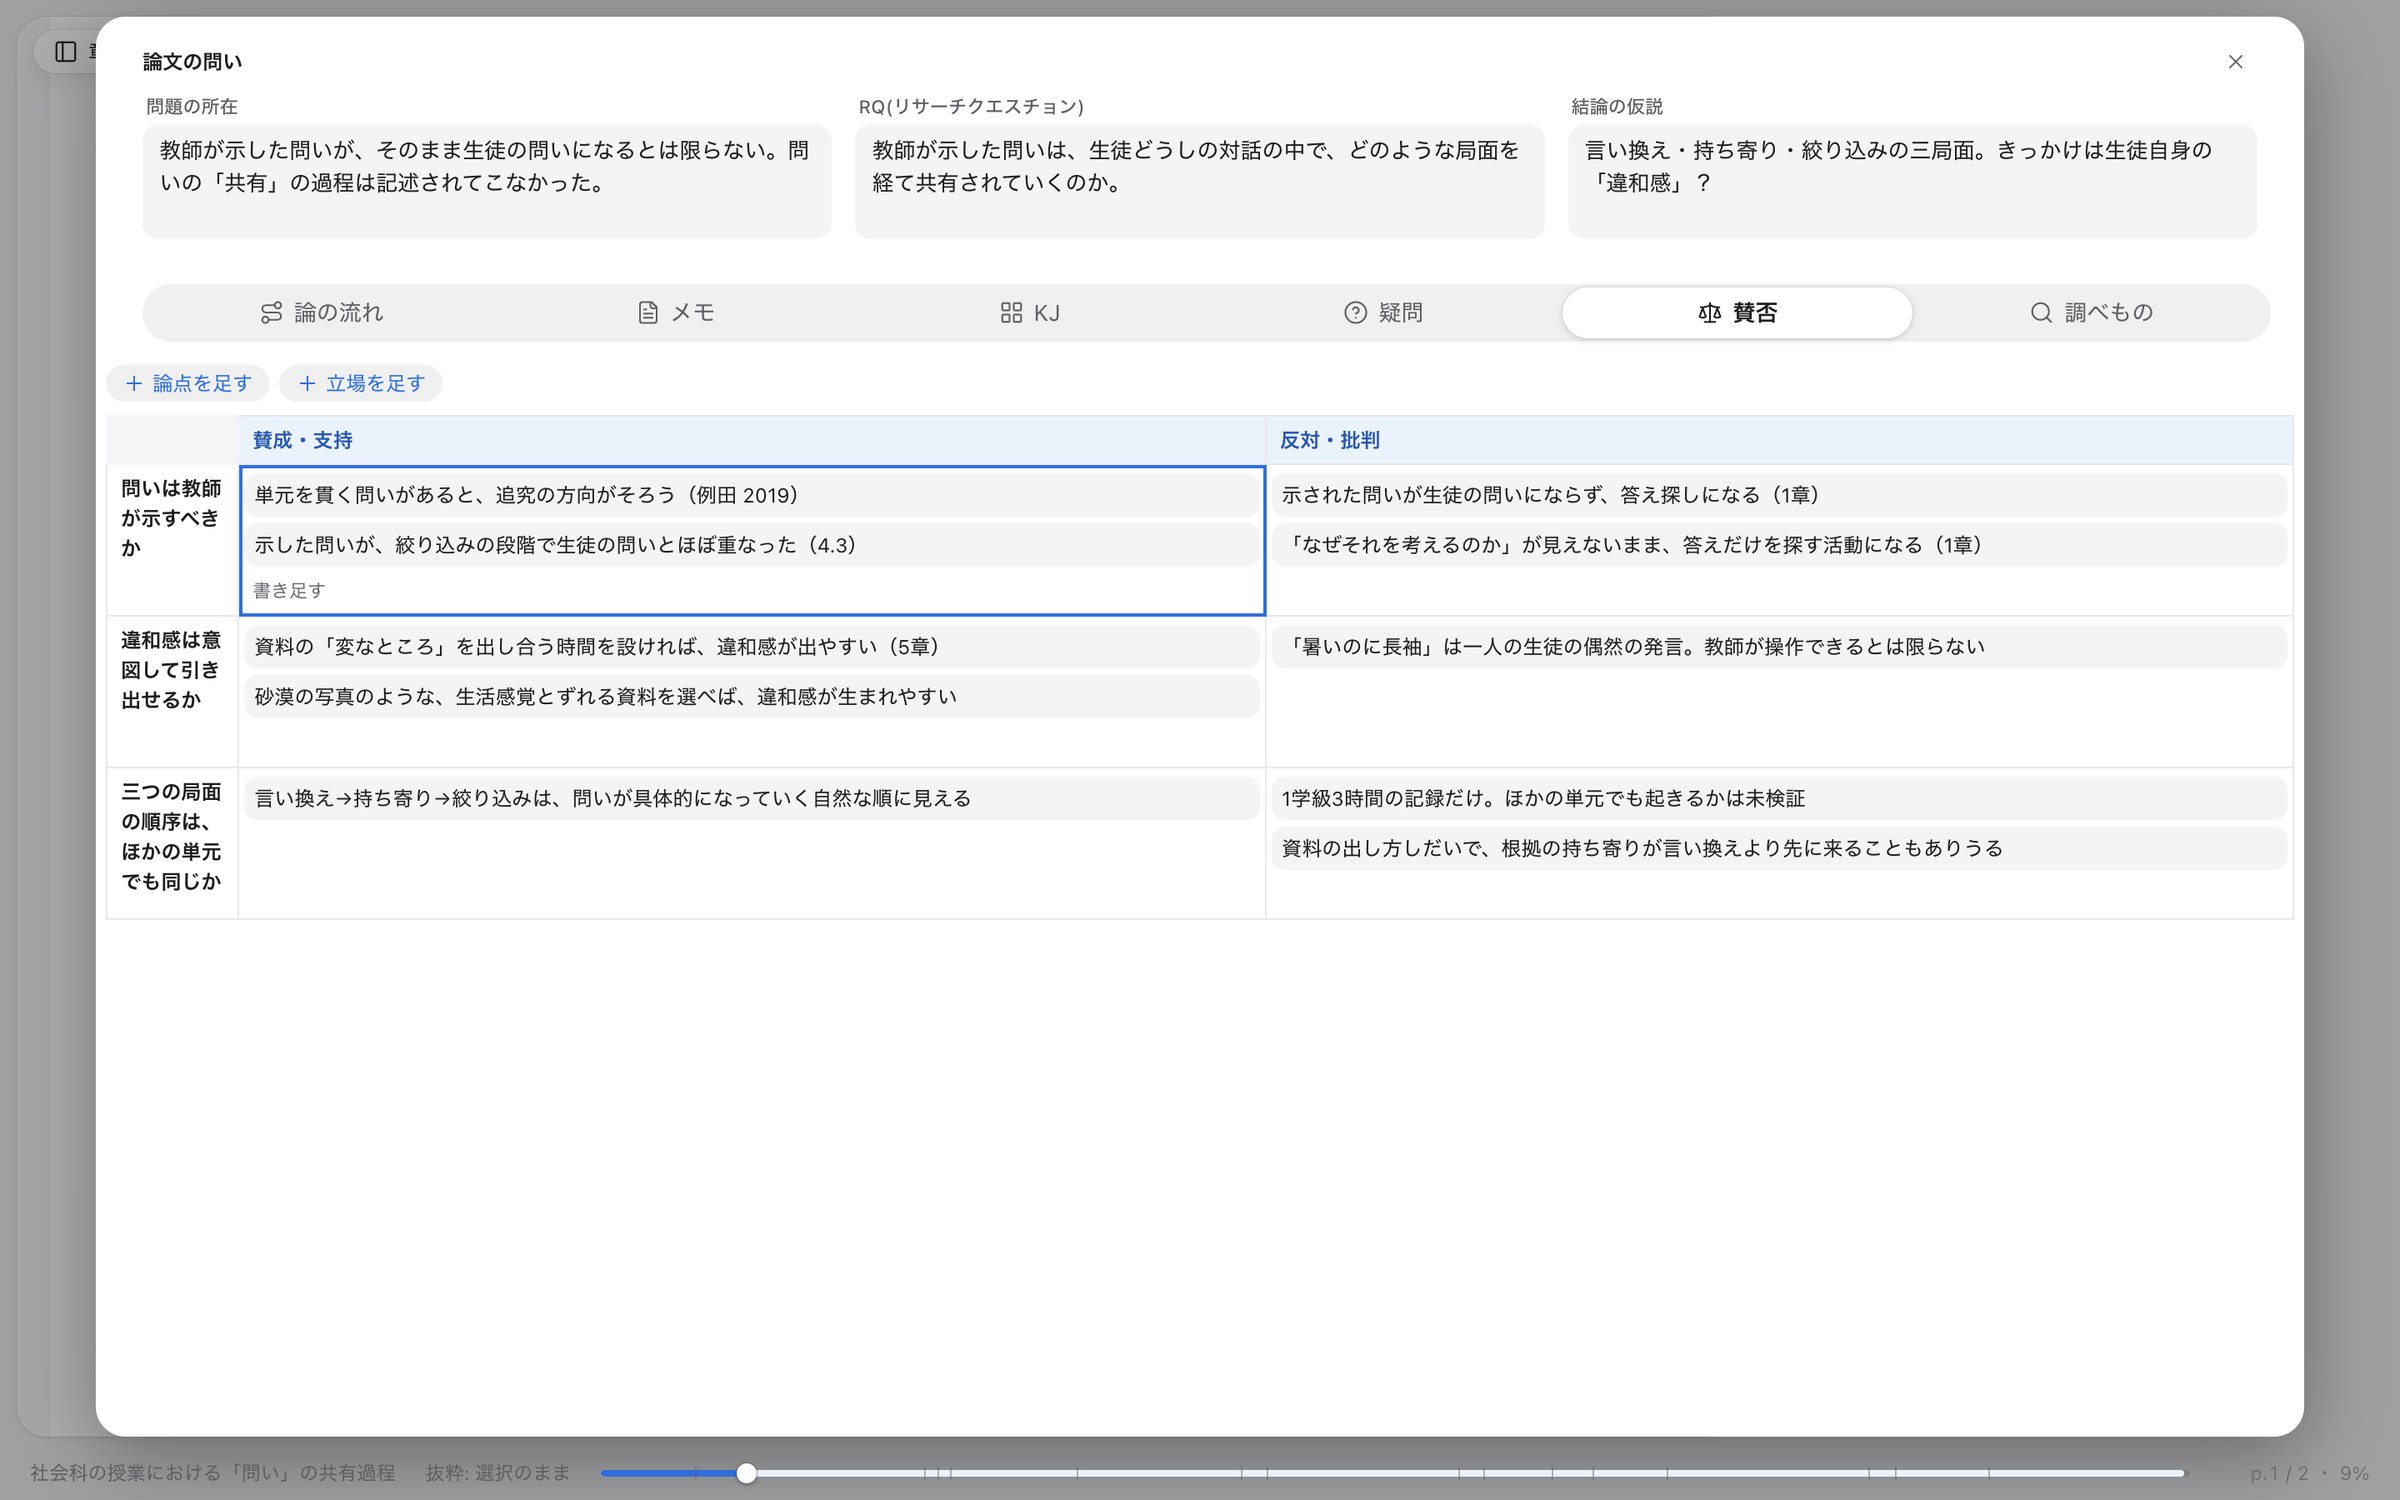 論文の問い
問題の所在
教師が示した問いが、そのまま生徒の問いになるとは限らない。問
いの「共有」の過程は記述されてこなかった。
RQ(リサーチクエスチョン)
教師が示した問いは、生徒どうしの対話の中で、どのような局面を
経て共有されていくのか。
結論の仮説
言い換え・持ち寄り・絞り込みの三局面。きっかけは生徒自身の
「違和感」？
論の流れ
メモ
KJ
疑問
賛否
調べもの
論点を足す
立場を足す
賛成・支持
反対・批判
問いは教師
が示すべき
か
単元を貫く問いがあると、追究の方向がそろう（例田 2019）
示した問いが、絞り込みの段階で生徒の問いとほぼ重なった（4.3）
書き足す
示された問いが生徒の問いにならず、答え探しになる（1章）
「なぜそれを考えるのか」が見えないまま、答えだけを探す活動になる（1章）
違和感は意
図して引き
出せるか
資料の「変なところ」を出し合う時間を設ければ、違和感が出やすい（5章）
砂漠の写真のような、生活感覚とずれる資料を選べば、違和感が生まれやすい
「暑いのに長袖」は一人の生徒の偶然の発言。教師が操作できるとは限らない
三つの局面
の順序は、
ほかの単元
でも同じか
言い換え→持ち寄り→絞り込みは、問いが具体的になっていく自然な順に見える
1学級3時間の記録だけ。ほかの単元でも起きるかは未検証
資料の出し方しだいで、根拠の持ち寄りが言い換えより先に来ることもありうる
社会科の授業における「問い」の共有過程
抜粋: 選択のまま
p.1 / 2 ・ 9%